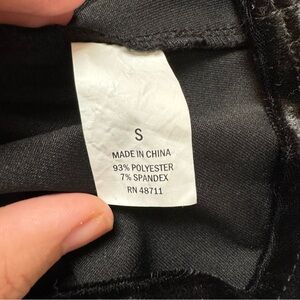 S
MADE IN CHINA
93% POLYESTER
7% SPANDEX
RN 48711